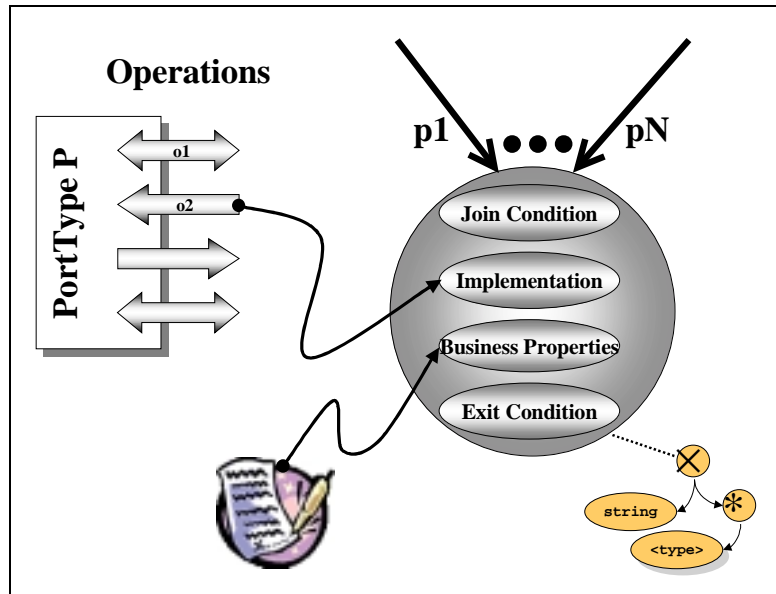 Operations
PortType P
o1
o2
p1
pN
Join Condition
Implementation
Business Properties
Exit Condition
string
*
<type>